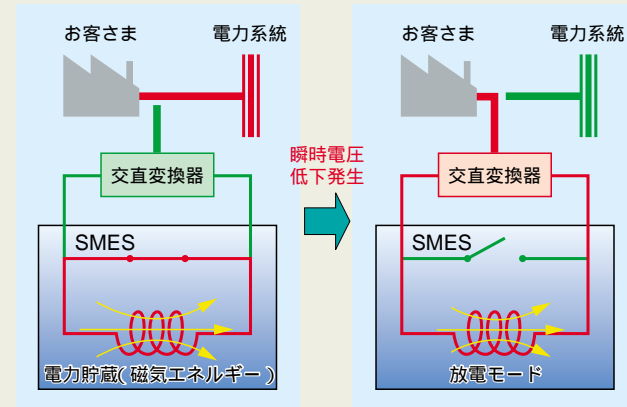 お客さま
電力系統
交直変換器
SMES
電力貯蔵(磁気エネルギー)
瞬時電圧
低下発生
お客さま
電力系統
交直変換器
SMES
放電モード